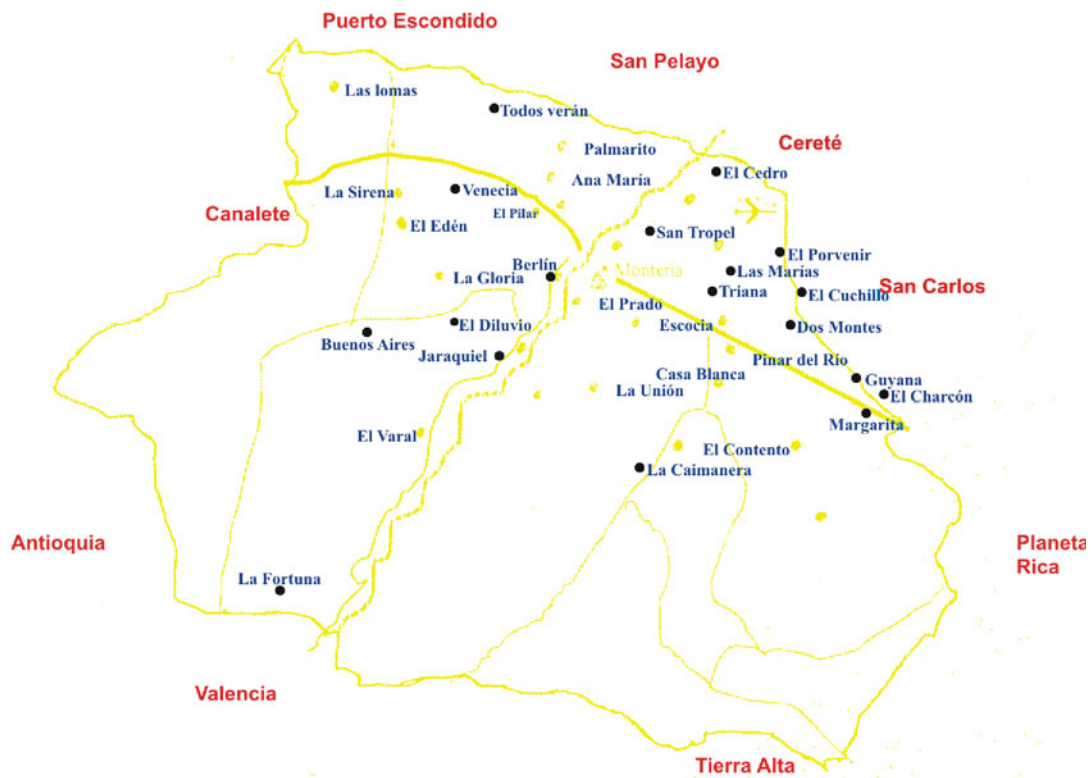 Puerto Escondido
San Pelayo
Las lomas
Todos verán
Cereté
Palmarito
El Cedro
Ana María
La Sirena
Venecia
Canalete
El Pilar
El Edén
San Tropel
El Porvenir
Berlín
Montería
Las Marías
La Gloria
San Carlos
Triana
El Cuchillo
El Prado
El Diluvio
Escocia
Dos Montes
Buenos Aires
Jaraquiel
Pinar del Río
Casa Blanca
Guyana
La Unión
El Charcón
Margarita
El Varal
El Contento
La Caimanera
Antioquia
Planeta
Rica
La Fortuna
Valencia
Tierra Alta